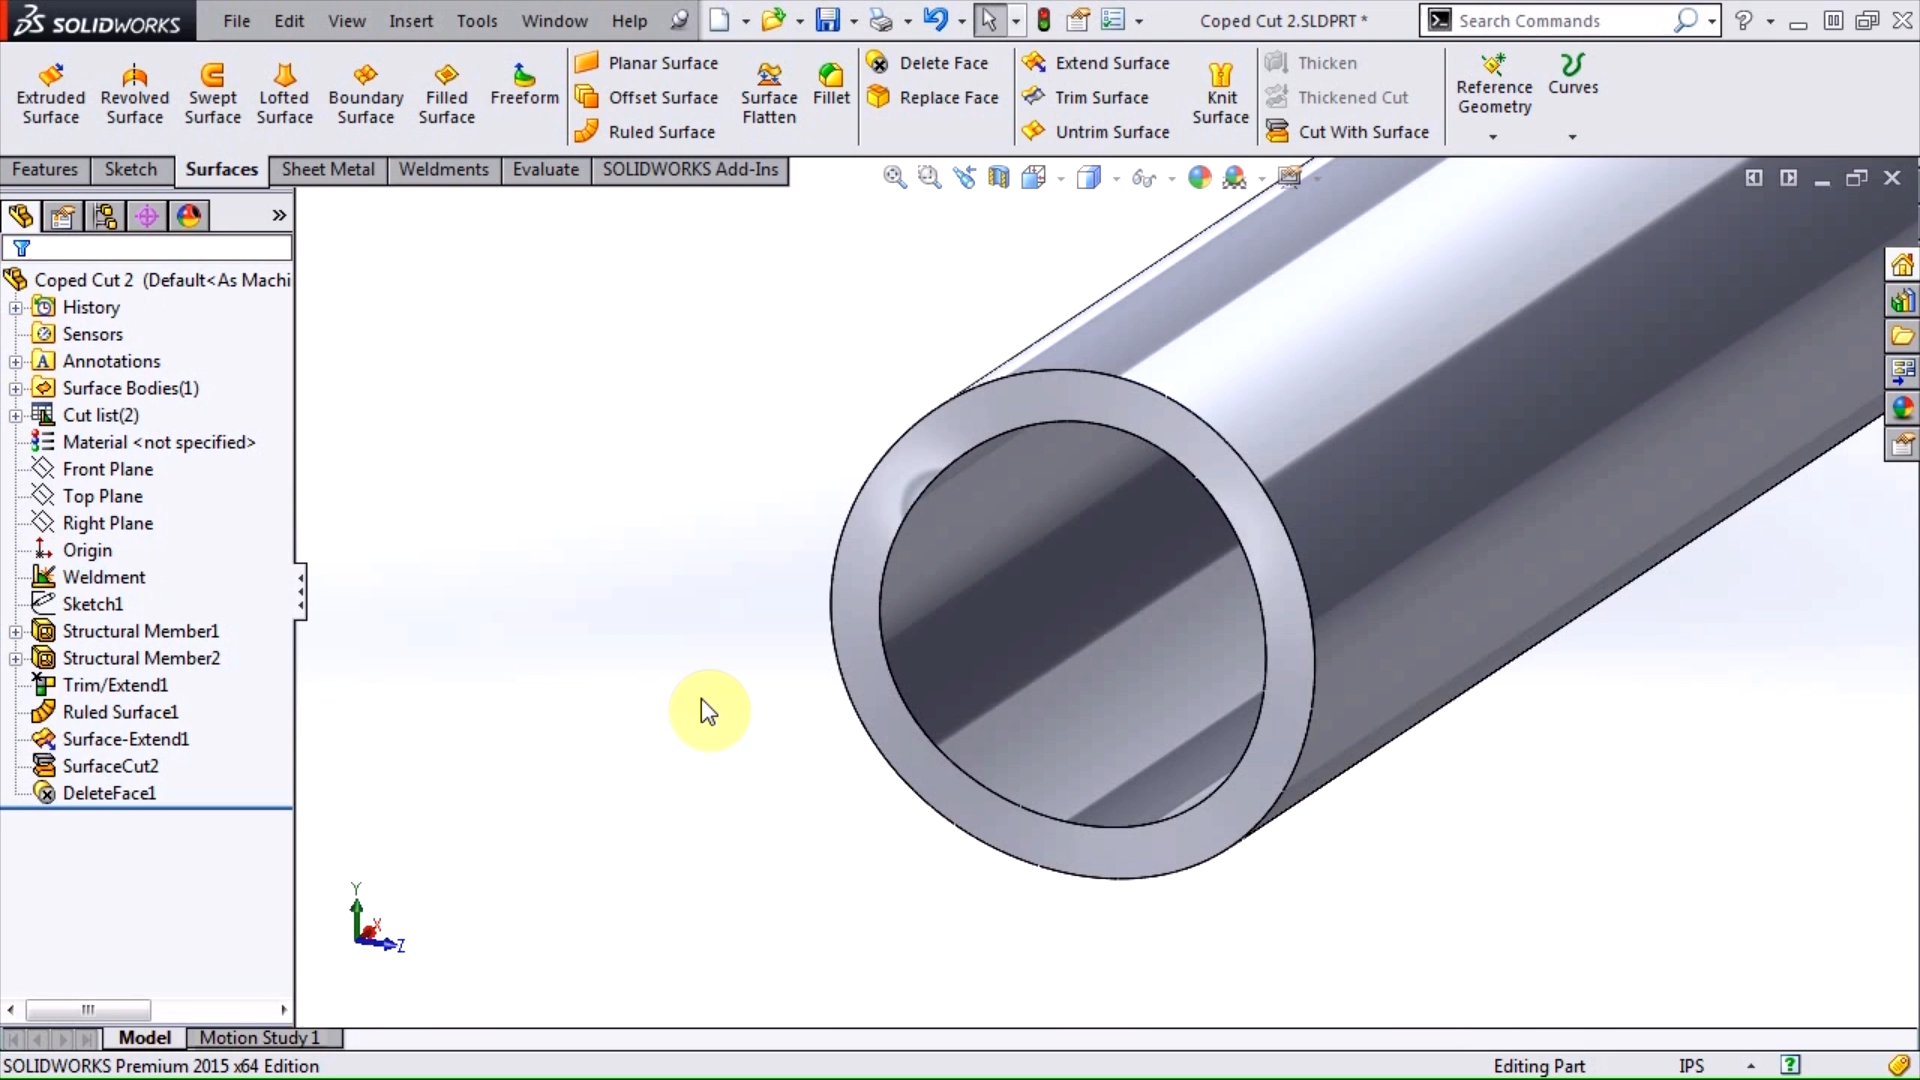 SOLIDWORKS File Edit View Insert Tools Window Help Coped Cut 2.SLDPRT * Search Commands ?
Extruded Surface
Revolved Surface
Swept Surface
Lofted Surface
Boundary Surface
Filled Surface
Freeform
Planar Surface
Offset Surface
Ruled Surface
Surface Flatten
Fillet
Delete Face
Replace Face
Extend Surface
Trim Surface
Untrim Surface
Knit Surface
Thicken
Thickened Cut
Cut With Surface
Reference Geometry
Curves
Features Sketch Surfaces Sheet Metal Weldments Evaluate SOLIDWORKS Add-Ins
Coped Cut 2 (Default<As Machi
History
Sensors
Annotations
Surface Bodies(1)
Cut list(2)
Material <not specified>
Front Plane
Top Plane
Right Plane
Origin
Weldment
Sketch1
Structural Member1
Structural Member2
Trim/Extend1
Ruled Surface1
Surface-Extend1
SurfaceCut2
DeleteFace1
Y
X
Z
Model Motion Study 1
SOLIDWORKS Premium 2015 x64 Edition Editing Part IPS ?